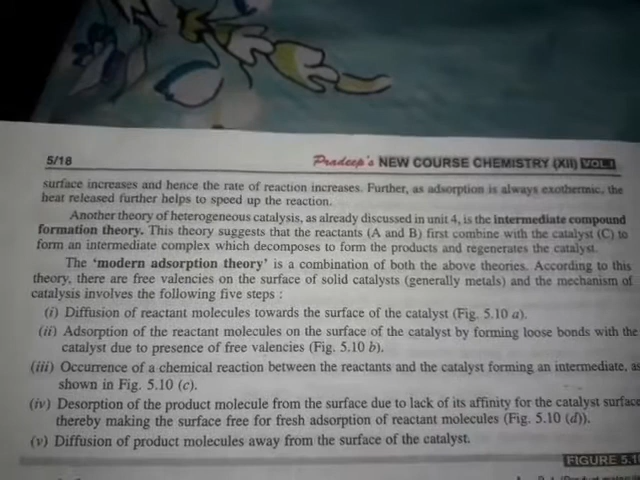 5/18 Pradeep's NEW COURSE CHEMISTRY (XII) VOL.I
surface increases and hence the rate of reaction increases. Further, as adsorption is always exothermic, the
heat released further helps to speed up the reaction.
Another theory of heterogeneous catalysis, as already discussed in unit 4, is the intermediate compound
formation theory. This theory suggests that the reactants (A and B) first combine with the catalyst (C) to
form an intermediate complex which decomposes to form the products and regenerates the catalyst.
The 'modern adsorption theory' is a combination of both the above theories. According to this
theory, there are free valencies on the surface of solid catalysts (generally metals) and the mechanism of
catalysis involves the following five steps :
(i) Diffusion of reactant molecules towards the surface of the catalyst (Fig. 5.10 a).
(ii) Adsorption of the reactant molecules on the surface of the catalyst by forming loose bonds with the
catalyst due to presence of free valencies (Fig. 5.10 b).
(iii) Occurrence of a chemical reaction between the reactants and the catalyst forming an intermediate, as
shown in Fig. 5.10 (c).
(iv) Desorption of the product molecule from the surface due to lack of its affinity for the catalyst surface
thereby making the surface free for fresh adsorption of reactant molecules (Fig. 5.10 (d)).
(v) Diffusion of product molecules away from the surface of the catalyst.
FIGURE 5.1